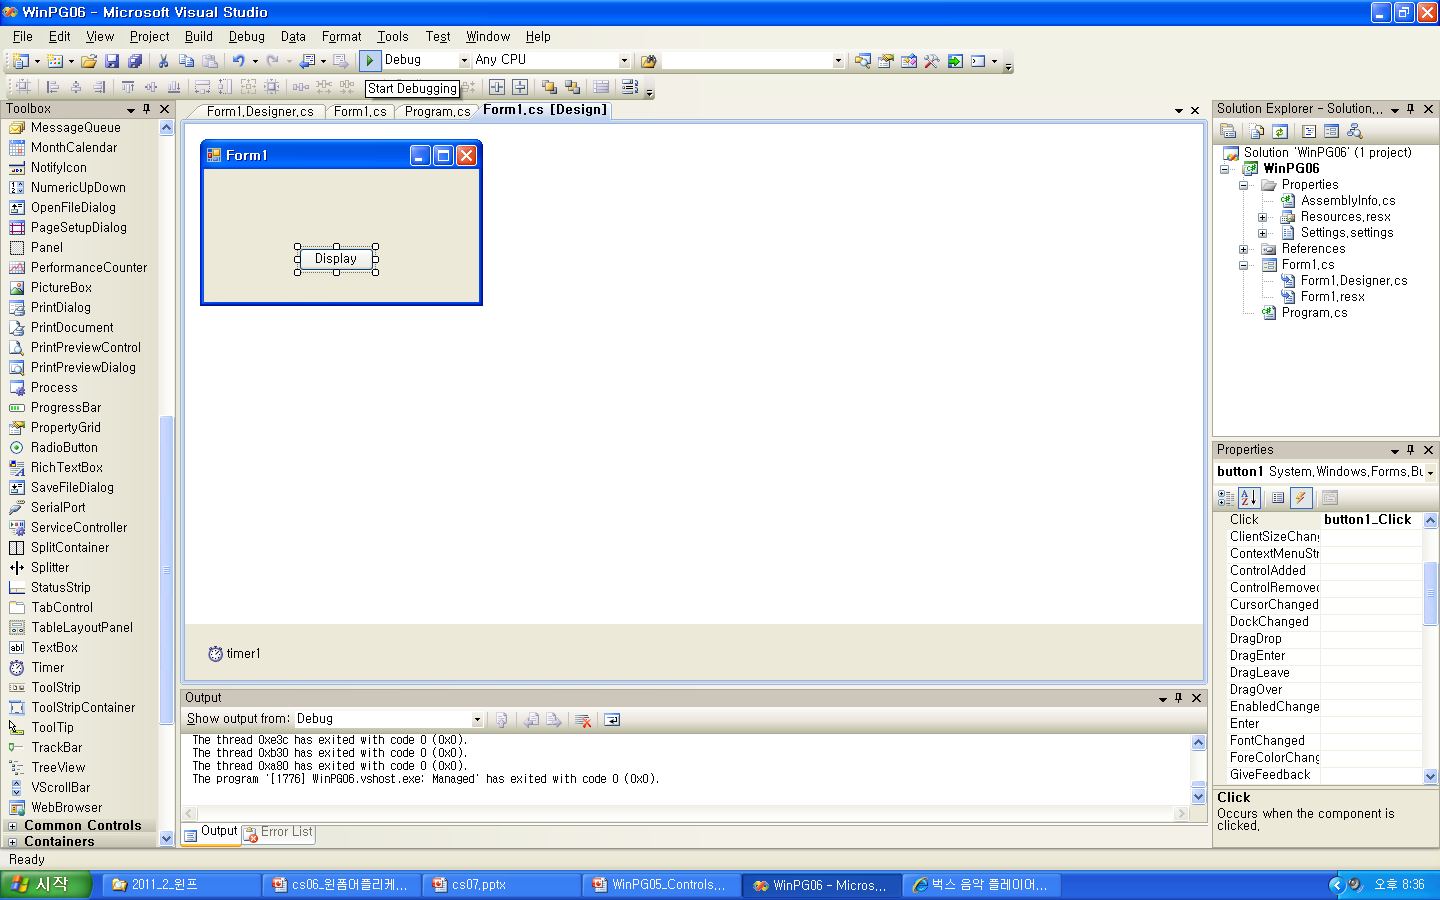 WinPG06 - Microsoft Visual Studio
File Edit View Project Build Debug Data Format Tools Test Window Help
Debug Any CPU
Start Debugging
Toolbox
MessageQueue
MonthCalendar
NotifyIcon
NumericUpDown
OpenFileDialog
PageSetupDialog
Panel
PerformanceCounter
PictureBox
PrintDialog
PrintDocument
PrintPreviewControl
PrintPreviewDialog
Process
ProgressBar
PropertyGrid
RadioButton
RichTextBox
SaveFileDialog
SerialPort
ServiceController
SplitContainer
Splitter
StatusStrip
TabControl
TableLayoutPanel
TextBox
Timer
ToolStrip
ToolStripContainer
ToolTip
TrackBar
TreeView
VScrollBar
WebBrowser
Common Controls
Containers
Form1.Designer.cs Form1.cs Program.cs Form1.cs [Design]
Form1
Display
timer1
Output
Show output from: Debug
The thread 0xe3c has exited with code 0 (0x0).
The thread 0xb30 has exited with code 0 (0x0).
The thread 0xa80 has exited with code 0 (0x0).
The program '[1776] WinPG06.vshost.exe: Managed' has exited with code 0 (0x0).
Output Error List
Solution Explorer - Solution...
Solution 'WinPG06' (1 project)
WinPG06
Properties
AssemblyInfo.cs
Resources.resx
Settings.settings
References
Form1.cs
Form1.Designer.cs
Form1.resx
Program.cs
Properties
button1 System.Windows.Forms.Bu
Click button1_Click
ClientSizeChang
ContextMenuStr
ControlAdded
ControlRemoved
CursorChanged
DockChanged
DragDrop
DragEnter
DragLeave
DragOver
EnabledChange
Enter
FontChanged
ForeColorChang
GiveFeedback
Click
Occurs when the component is
clicked.
Ready
시작 2011_2_윈프 cs06_윈폼어플리케... cs07.pptx WinPG05_Controls... WinPG06 - Micros... 벅스 음악 플레이어... 오후 8:36